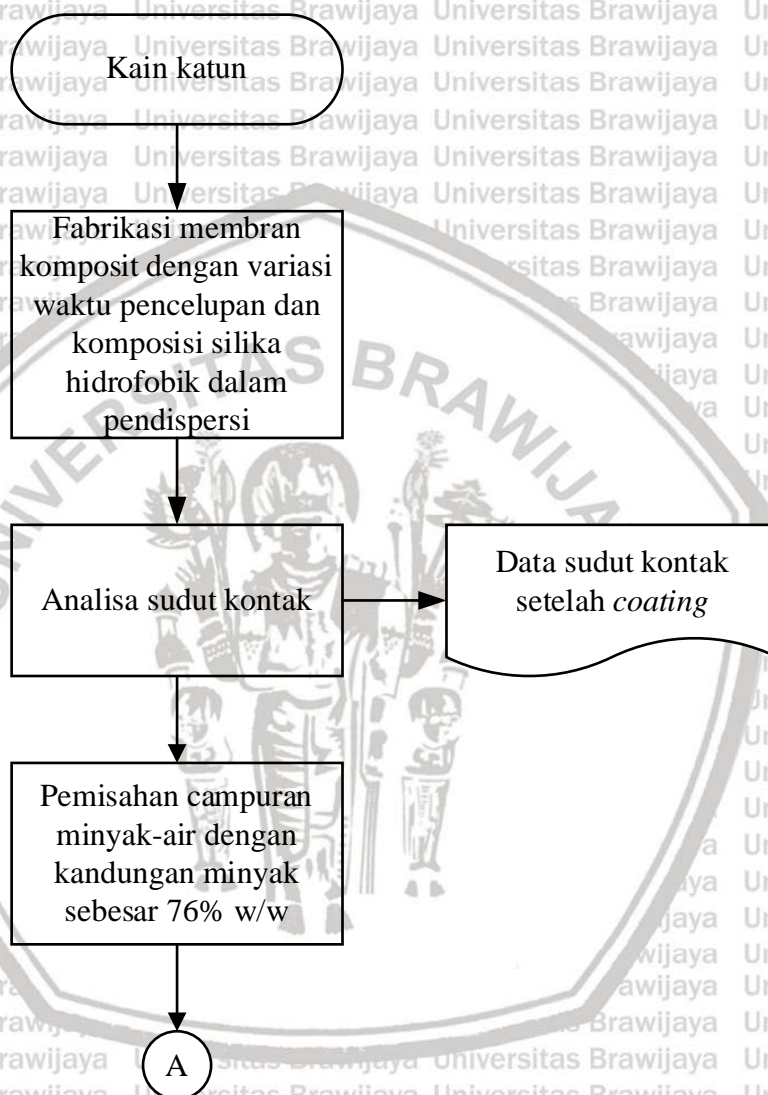 Kain katun
Fabrikasi membran
komposit dengan variasi
waktu pencelupan dan
komposisi silika
hidrofobik dalam
pendispersi
Analisa sudut kontak
Data sudut kontak
setelah coating
Pemisahan campuran
minyak-air dengan
kandungan minyak
sebesar 76% w/w
A